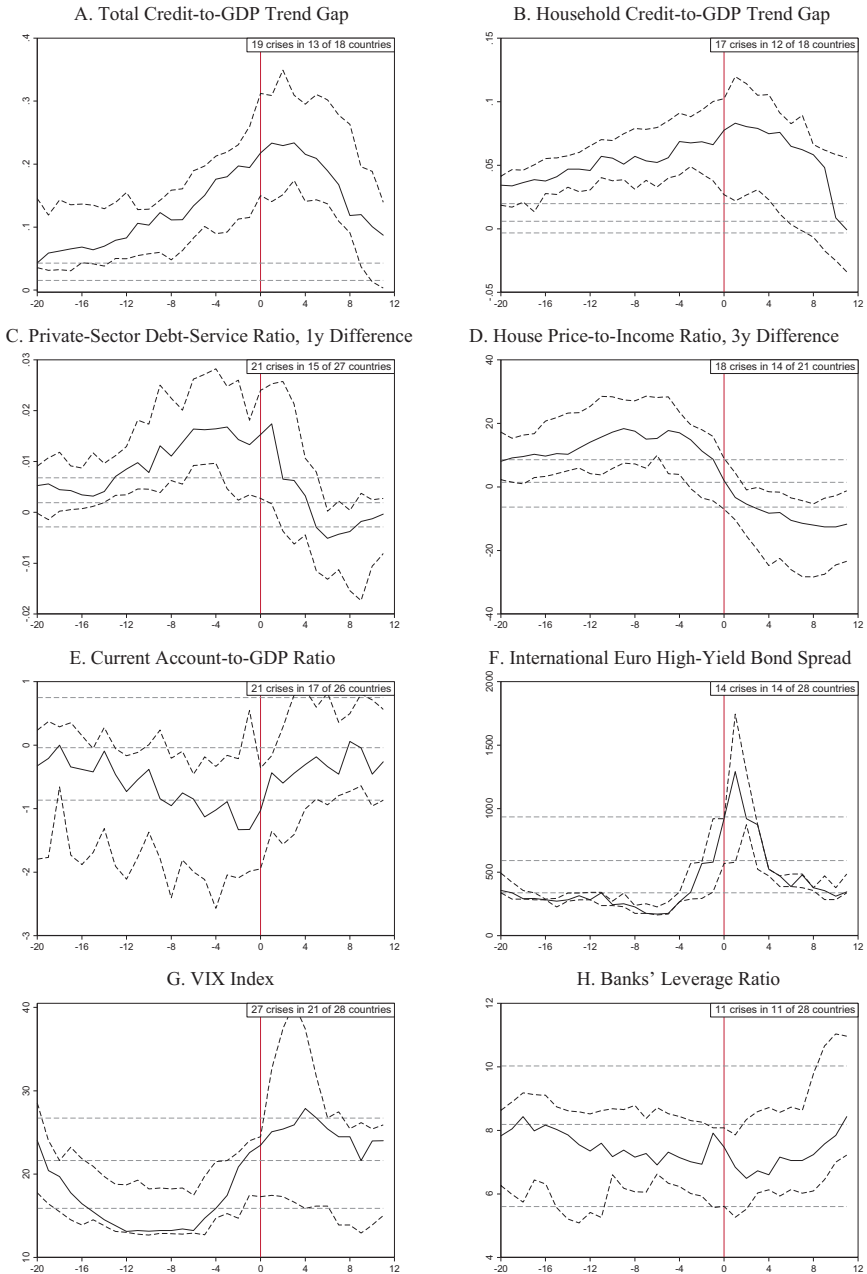 A. Total Credit-to-GDP Trend Gap
19 crises in 13 of 18 countries
.4
.3
.2
.1
0
-20 -16 -12 -8 -4 0 4 8 12
B. Household Credit-to-GDP Trend Gap
17 crises in 12 of 18 countries
.15
.1
.05
0
-.05
-20 -16 -12 -8 -4 0 4 8 12
C. Private-Sector Debt-Service Ratio, 1y Difference
21 crises in 15 of 27 countries
.03
.02
.01
0
-.01
-.02
-20 -16 -12 -8 -4 0 4 8 12
D. House Price-to-Income Ratio, 3y Difference
18 crises in 14 of 21 countries
40
20
0
-20
-40
-20 -16 -12 -8 -4 0 4 8 12
E. Current Account-to-GDP Ratio
21 crises in 17 of 26 countries
1
0
-1
-2
-3
-20 -16 -12 -8 -4 0 4 8 12
F. International Euro High-Yield Bond Spread
14 crises in 14 of 28 countries
2000
1500
1000
500
0
-20 -16 -12 -8 -4 0 4 8 12
G. VIX Index
27 crises in 21 of 28 countries
40
30
20
10
-20 -16 -12 -8 -4 0 4 8 12
H. Banks' Leverage Ratio
11 crises in 11 of 28 countries
12
10
8
6
4
-20 -16 -12 -8 -4 0 4 8 12